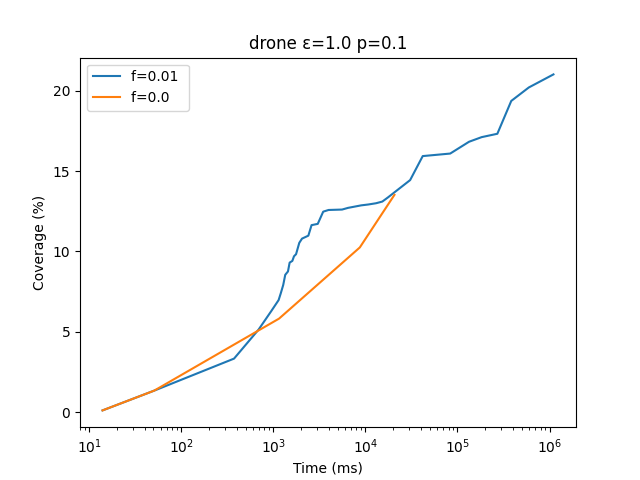 drone ε=1.0 p=0.1
f=0.01
f=0.0
Coverage (%)
20
15
10
5
0
10¹ 10² 10³ 10⁴ 10⁵ 10⁶
Time (ms)